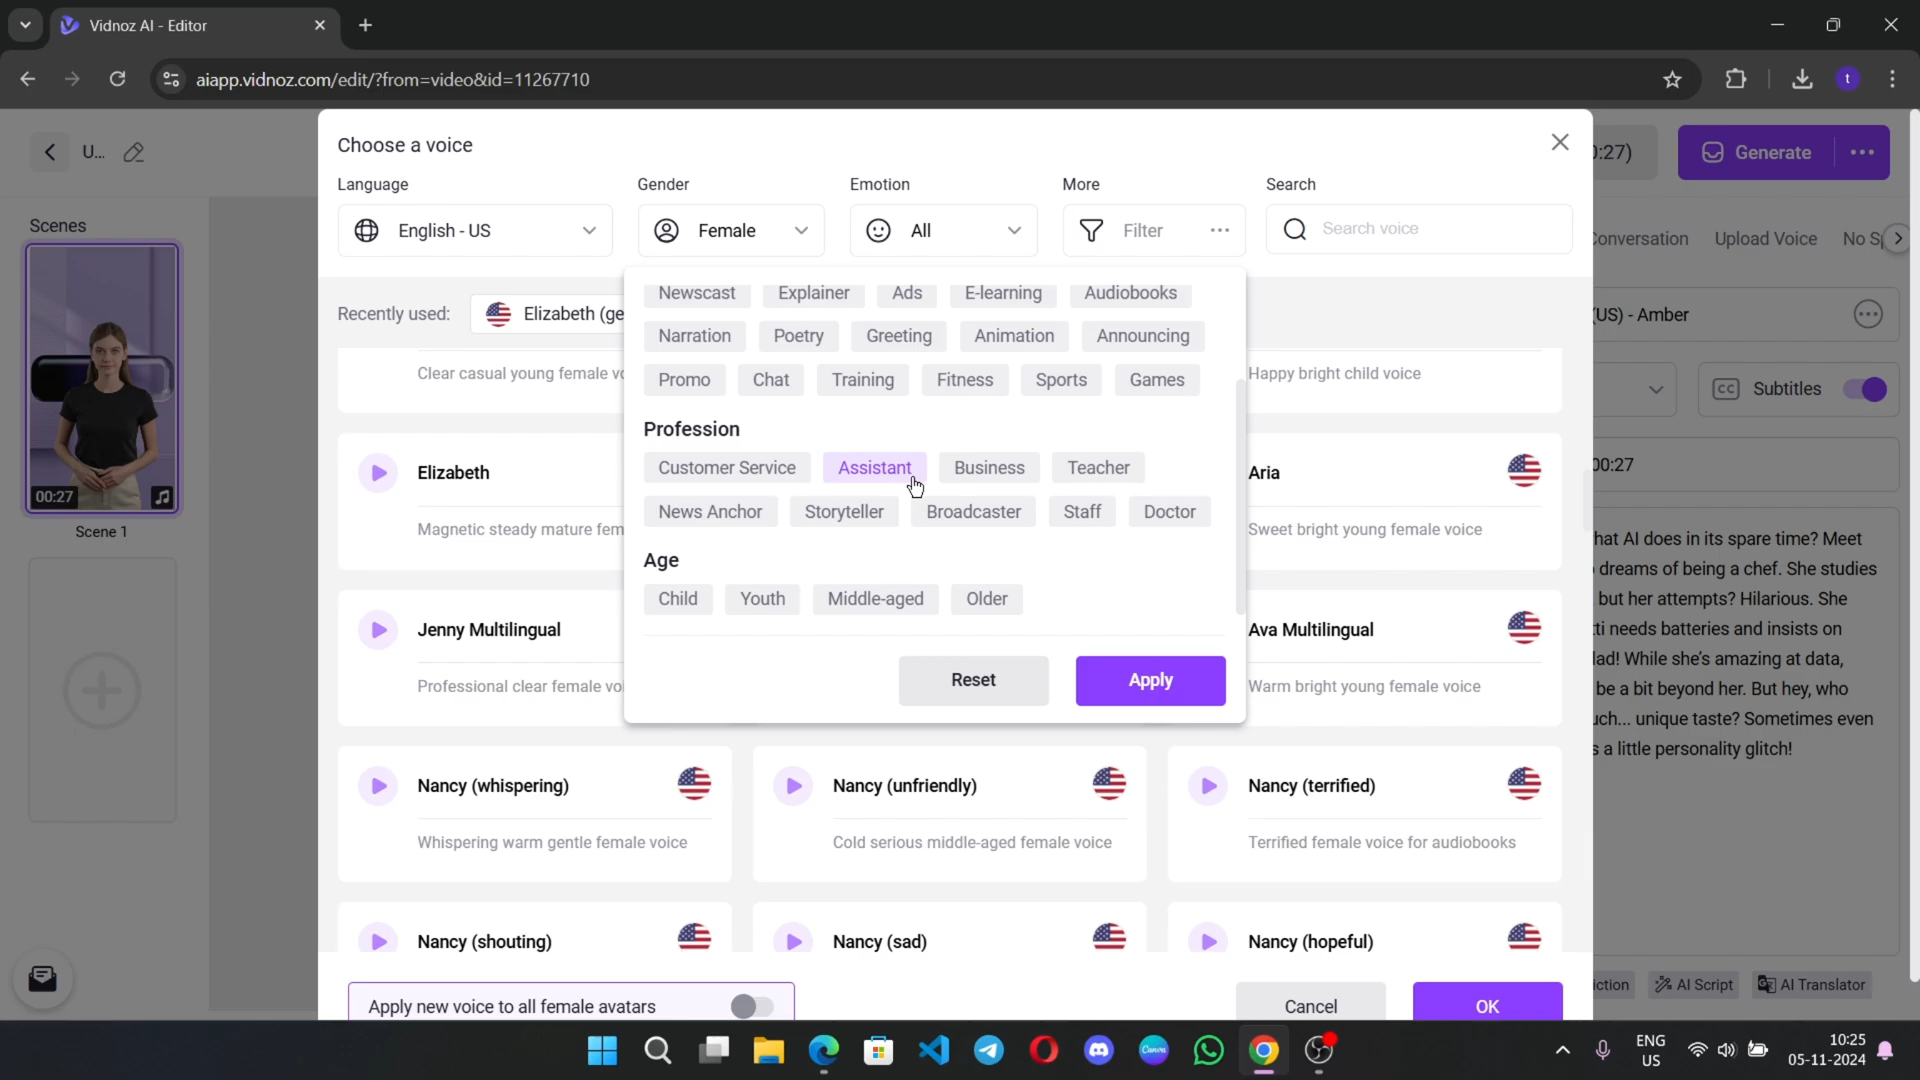 Vidnoz AI - Editor
aiapp.vidnoz.com/edit/?from=video&id=11267710
t
U...
Choose a voice
:27)
Generate
Language
Gender
Emotion
More
Search
English - US
Female
All
Filter
Search voice
Scenes
Conversation
Upload Voice
No S
Newscast
Explainer
Ads
E-learning
Audiobooks
Recently used:
Elizabeth (ge
(US) - Amber
Narration
Poetry
Greeting
Animation
Announcing
Clear casual young female vo
Happy bright child voice
Promo
Chat
Training
Fitness
Sports
Games
CC
Subtitles
Profession
Customer Service
Assistant
Business
Teacher
Elizabeth
Aria
00:27
00:27
News Anchor
Storyteller
Broadcaster
Staff
Doctor
Magnetic steady mature fem
Sweet bright young female voice
Scene 1
hat AI does in its spare time? Meet
dreams of being a chef. She studies
but her attempts? Hilarious. She
ti needs batteries and insists on
lad! While she's amazing at data,
be a bit beyond her. But hey, who
uch... unique taste? Sometimes even
s a little personality glitch!
Age
Child
Youth
Middle-aged
Older
Jenny Multilingual
Ava Multilingual
Reset
Apply
Professional clear female voi
Warm bright young female voice
Nancy (whispering)
Nancy (unfriendly)
Nancy (terrified)
Whispering warm gentle female voice
Cold serious middle-aged female voice
Terrified female voice for audiobooks
Nancy (shouting)
Nancy (sad)
Nancy (hopeful)
Apply new voice to all female avatars
Cancel
OK
iction
AI Script
AI Translator
Canva
ENG
US
10:25
05-11-2024